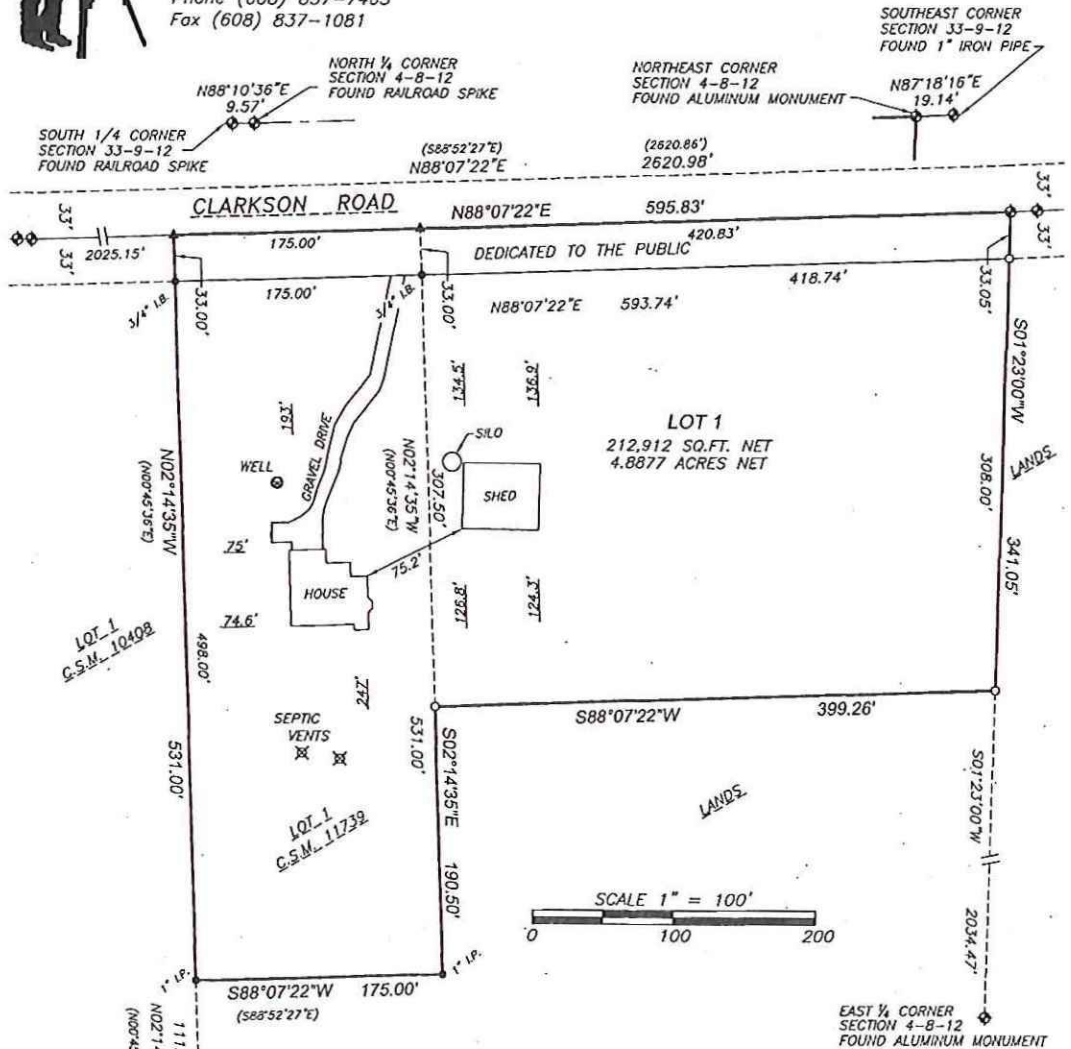 Fax (608) 837-1081
SOUTHEAST CORNER
SECTION 33-9-12
FOUND 1" IRON PIPE
NORTH ¼ CORNER
SECTION 4-8-12
FOUND RAILROAD SPIKE
N88°10'36"E
9.57'
NORTHEAST CORNER
SECTION 4-8-12
FOUND ALUMINUM MONUMENT
N87°18'16"E
19.14'
SOUTH 1/4 CORNER
SECTION 33-9-12
FOUND RAILROAD SPIKE
(S88°52'27"E)
N88°07'22"E
(2620.86')
2620.98'
CLARKSON ROAD
N88°07'22"E 595.83'
33'
33'
33'
33'
2025.15'
175.00'
420.83'
DEDICATED TO THE PUBLIC
175.00'
418.74'
N88°07'22"E 593.74'
3/4" I.B.
33.00'
3/4" I.B.
33.00'
33.05'
S01°23'00"W
134.5'
136.9'
193'
GRAVEL DRIVE
SILO
LOT 1
212,912 SQ.FT. NET
4.8877 ACRES NET
WELL
SHED
N02°14'35"W
(N00°45'36"E)
N02°14'35"W
(N00°45'36"E)
307.50'
308.00'
LANDS
341.05'
75'
75.2'
HOUSE
74.6'
126.8'
124.3'
LOT 1
C.S.M. 10408
498.00'
242'
S88°07'22"W 399.26'
SEPTIC
VENTS
531.00'
531.00'
S02°14'35"E 190.50'
LANDS
S01°23'00"W
2034.47'
LOT 1
C.S.M. 11739
SCALE 1" = 100'
0 100 200
1" I.P.
1" I.P.
S88°07'22"W 175.00'
(S88°52'27"E)
EAST ¼ CORNER
SECTION 4-8-12
FOUND ALUMINUM MONUMENT